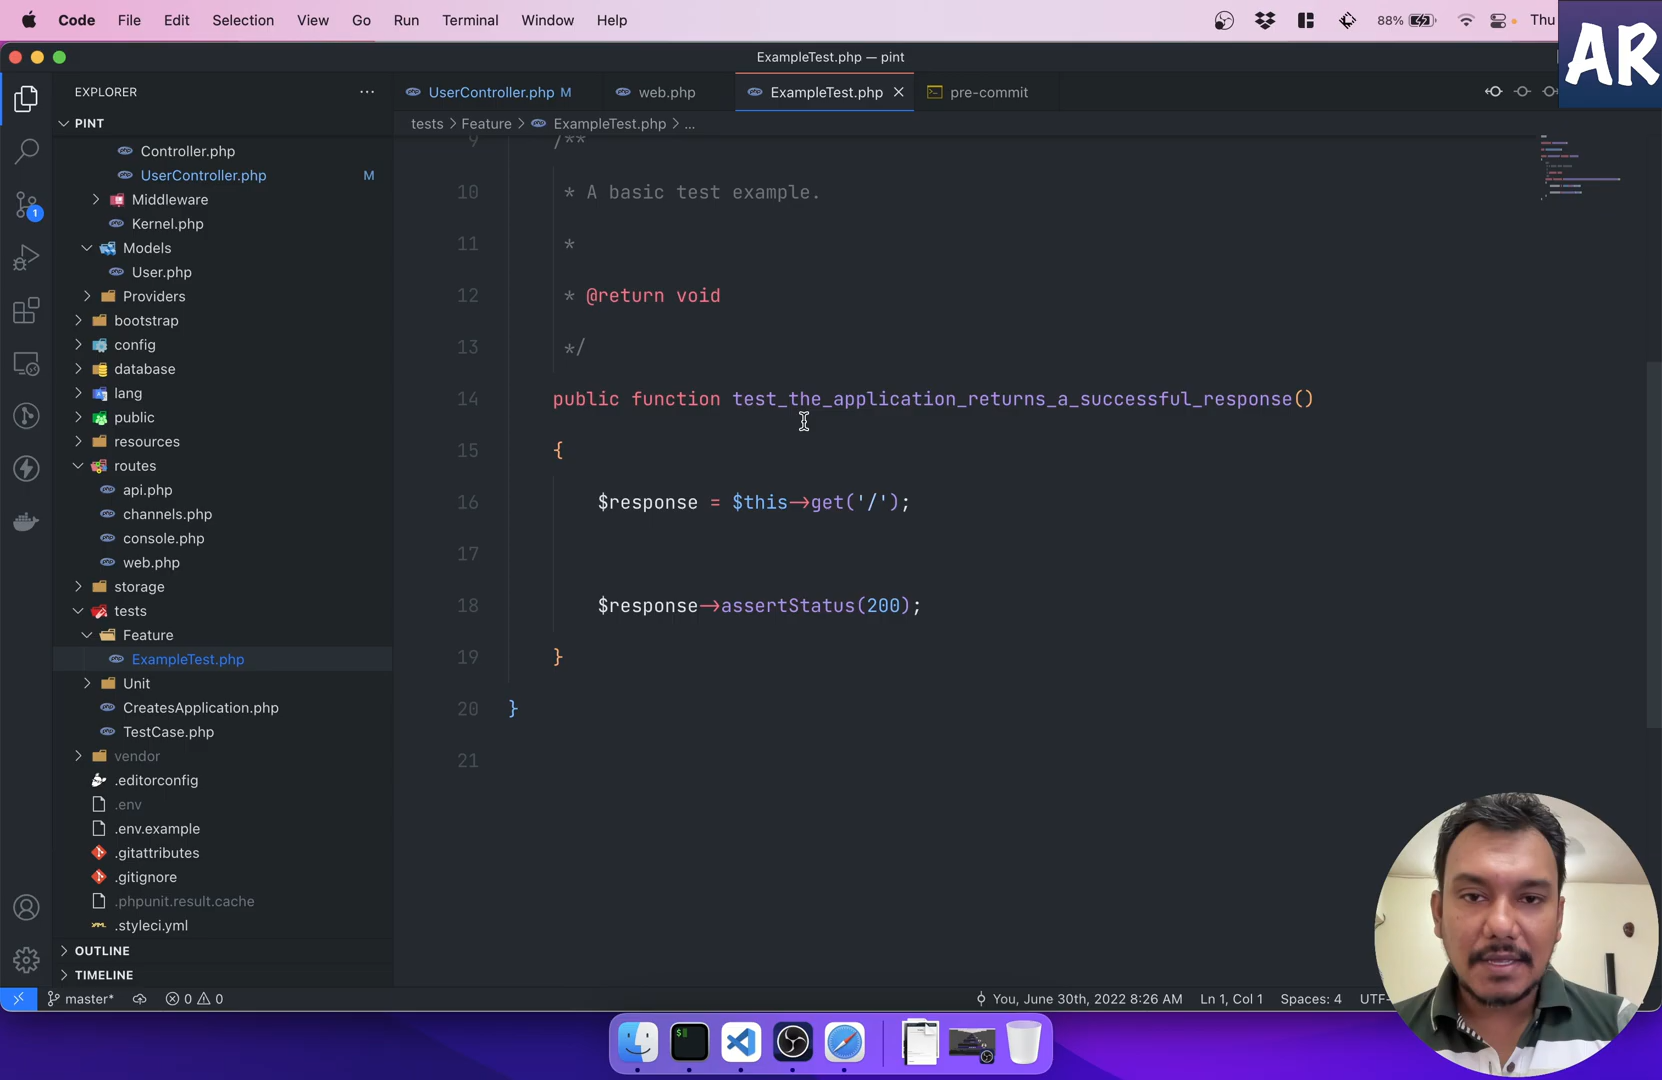 Code File Edit Selection View Go Run Terminal Window Help 88% Thu
AR
ExampleTest.php — pint
EXPLORER ···
UserController.php M web.php ExampleTest.php pre-commit
PINT
tests > Feature > ExampleTest.php > ...
Controller.php
UserController.php M
Middleware
Kernel.php
Models
User.php
Providers
bootstrap
config
database
lang
public
resources
routes
api.php
channels.php
console.php
web.php
storage
tests
Feature
ExampleTest.php
Unit
CreatesApplication.php
TestCase.php
vendor
.editorconfig
.env
.env.example
.gitattributes
.gitignore
.phpunit.result.cache
.styleci.yml
OUTLINE
TIMELINE
9 /**
10 * A basic test example.
11 *
12 * @return void
13 */
14 public function test_the_application_returns_a_successful_response()
15 {
16 $response = $this->get('/');
17
18 $response->assertStatus(200);
19 }
20 }
21
master* 0 0 You, June 30th, 2022 8:26 AM Ln 1, Col 1 Spaces: 4 UTF-